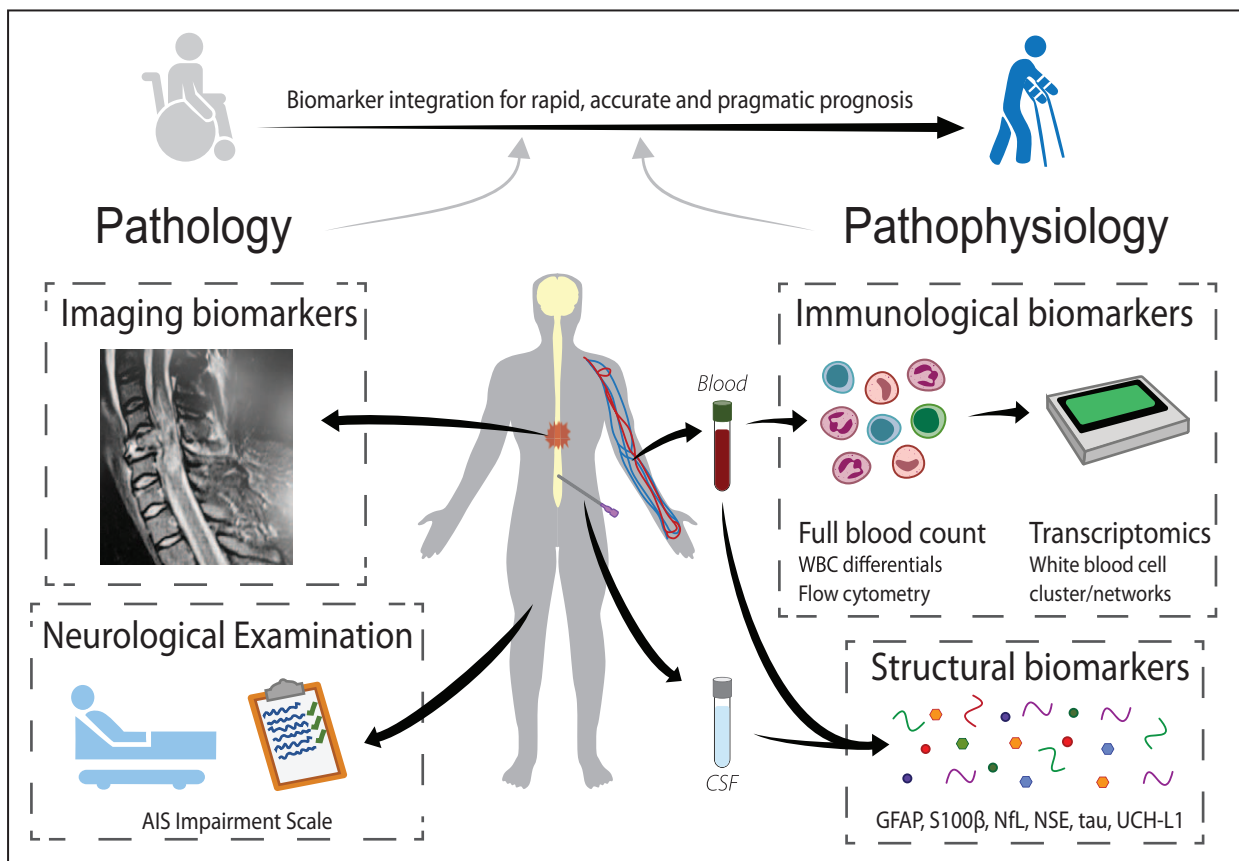 Biomarker integration for rapid, accurate and pragmatic prognosis
Pathology
Pathophysiology
Imaging biomarkers
Neurological Examination
AIS Impairment Scale
Blood
CSF
Immunological biomarkers
Full blood count
WBC differentials
Flow cytometry
Transcriptomics
White blood cell
cluster/networks
Structural biomarkers
GFAP, S100β, NfL, NSE, tau, UCH-L1